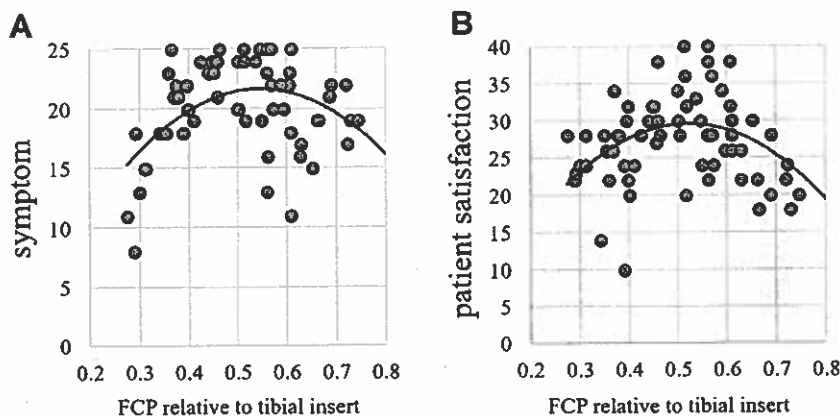 A
25
20
15
10
5
0
symptom
0.2 0.3 0.4 0.5 0.6 0.7 0.8
FCP relative to tibial insert
B
40
35
30
25
20
15
10
5
0
patient satisfaction
0.2 0.3 0.4 0.5 0.6 0.7 0.8
FCP relative to tibial insert